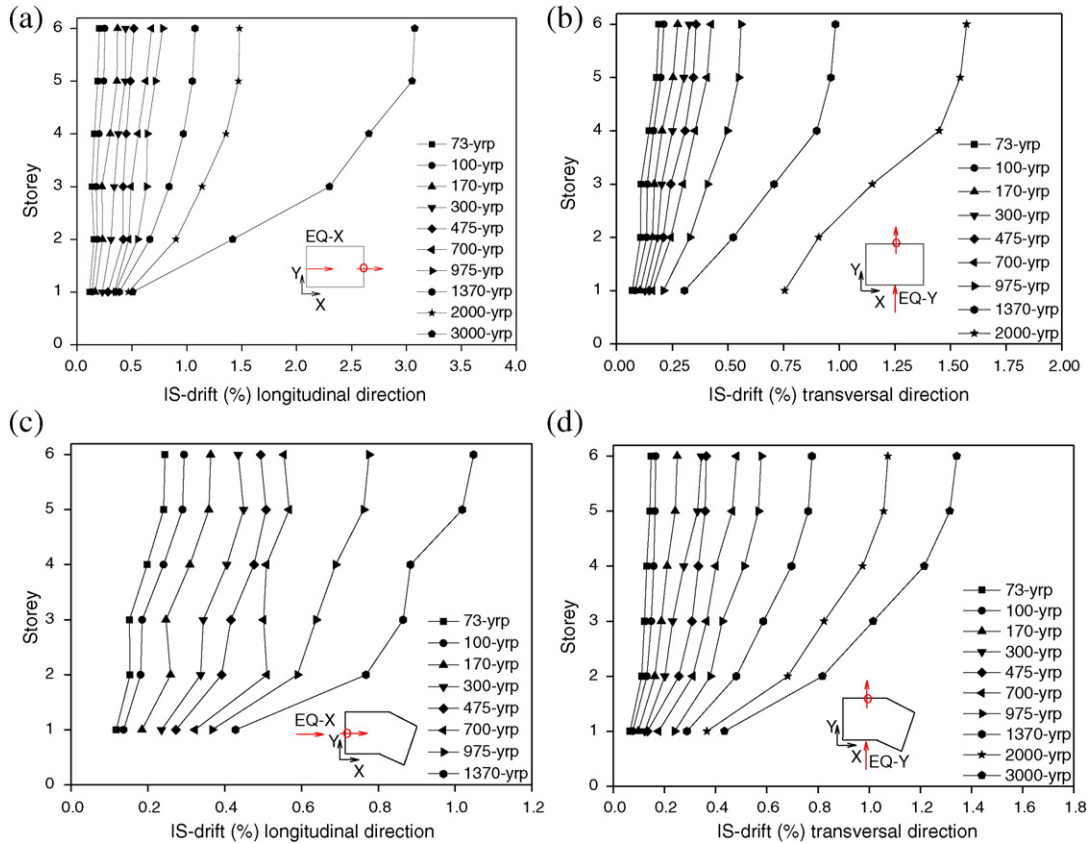 (a)
6
5
4
3
2
1
0
Storey
73-yrp
100-yrp
170-yrp
300-yrp
475-yrp
700-yrp
975-yrp
1370-yrp
2000-yrp
3000-yrp
EQ-X
Y
X
0.0 0.5 1.0 1.5 2.0 2.5 3.0 3.5 4.0
IS-drift (%) longitudinal direction
(b)
6
5
4
3
2
1
0
Storey
73-yrp
100-yrp
170-yrp
300-yrp
475-yrp
700-yrp
975-yrp
1370-yrp
2000-yrp
Y
X
EQ-Y
0.00 0.25 0.50 0.75 1.00 1.25 1.50 1.75 2.00
IS-drift (%) transversal direction
(c)
6
5
4
3
2
1
0
Storey
73-yrp
100-yrp
170-yrp
300-yrp
475-yrp
700-yrp
975-yrp
1370-yrp
EQ-X
Y
X
0.0 0.2 0.4 0.6 0.8 1.0 1.2
IS-drift (%) longitudinal direction
(d)
6
5
4
3
2
1
0
Storey
73-yrp
100-yrp
170-yrp
300-yrp
475-yrp
700-yrp
975-yrp
1370-yrp
2000-yrp
3000-yrp
Y
X
EQ-Y
0.0 0.2 0.4 0.6 0.8 1.0 1.2 1.4 1.6 1.8
IS-drift (%) transversal direction